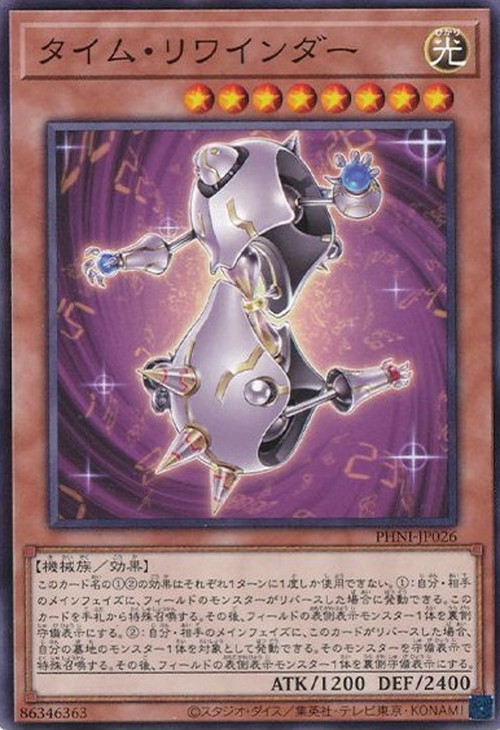 タイム・リワインダー
光
PHNI-JP026
【機械族／効果】
このカード名の①②の効果はそれぞれ1ターンに1度しか使用できない。①：自分・相手
のメインフェイズに、フィールドのモンスターがリバースした場合に発動できる。この
カードを手札から特殊召喚する。その後、フィールドの表側表示モンスター1体を裏側
守備表示にする。②：自分・相手のメインフェイズに、このカードがリバースした場合、
自分の墓地のモンスター1体を対象として発動できる。そのモンスターを守備表示で
特殊召喚する。その後、フィールドの表側表示モンスター1体を裏側守備表示にする。
ATK/1200 DEF/2400
86346363
©スタジオ・ダイス／集英社・テレビ東京・KONAMI